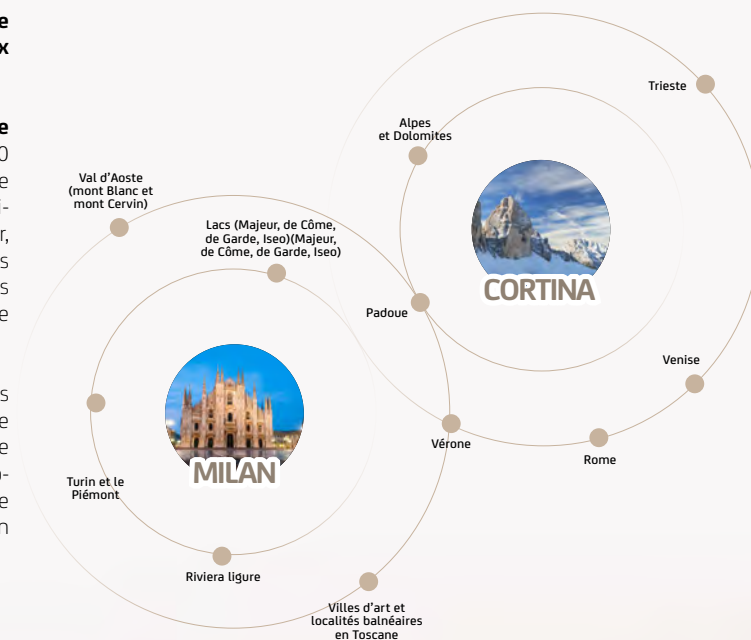 e
x
e
0
e
i-
r,
s
s
e
s
e
e
o-
e
n
Trieste
Alpes
et Dolomites
Val d'Aoste
(mont Blanc et
mont Cervin)
Lacs (Majeur, de Côme,
de Garde, Iseo)(Majeur,
de Côme, de Garde, Iseo)
CORTINA
Padoue
Venise
Vérone
Rome
MILAN
Turin et le
Piémont
Riviera ligure
Villes d'art et
localités balnéaires
en Toscane